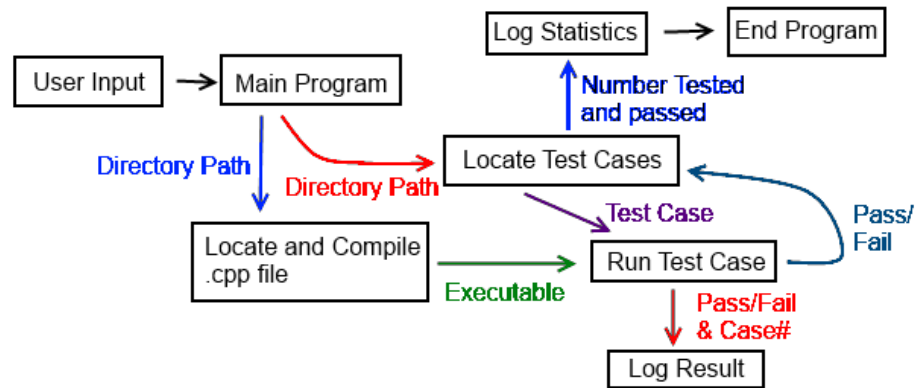 Log Statistics
End Program
User Input
Main Program
Number Tested
and passed
Directory Path
Directory Path
Locate Test Cases
Test Case
Pass/
Fail
Locate and Compile
.cpp file
Executable
Run Test Case
Pass/Fail
& Case#
Log Result